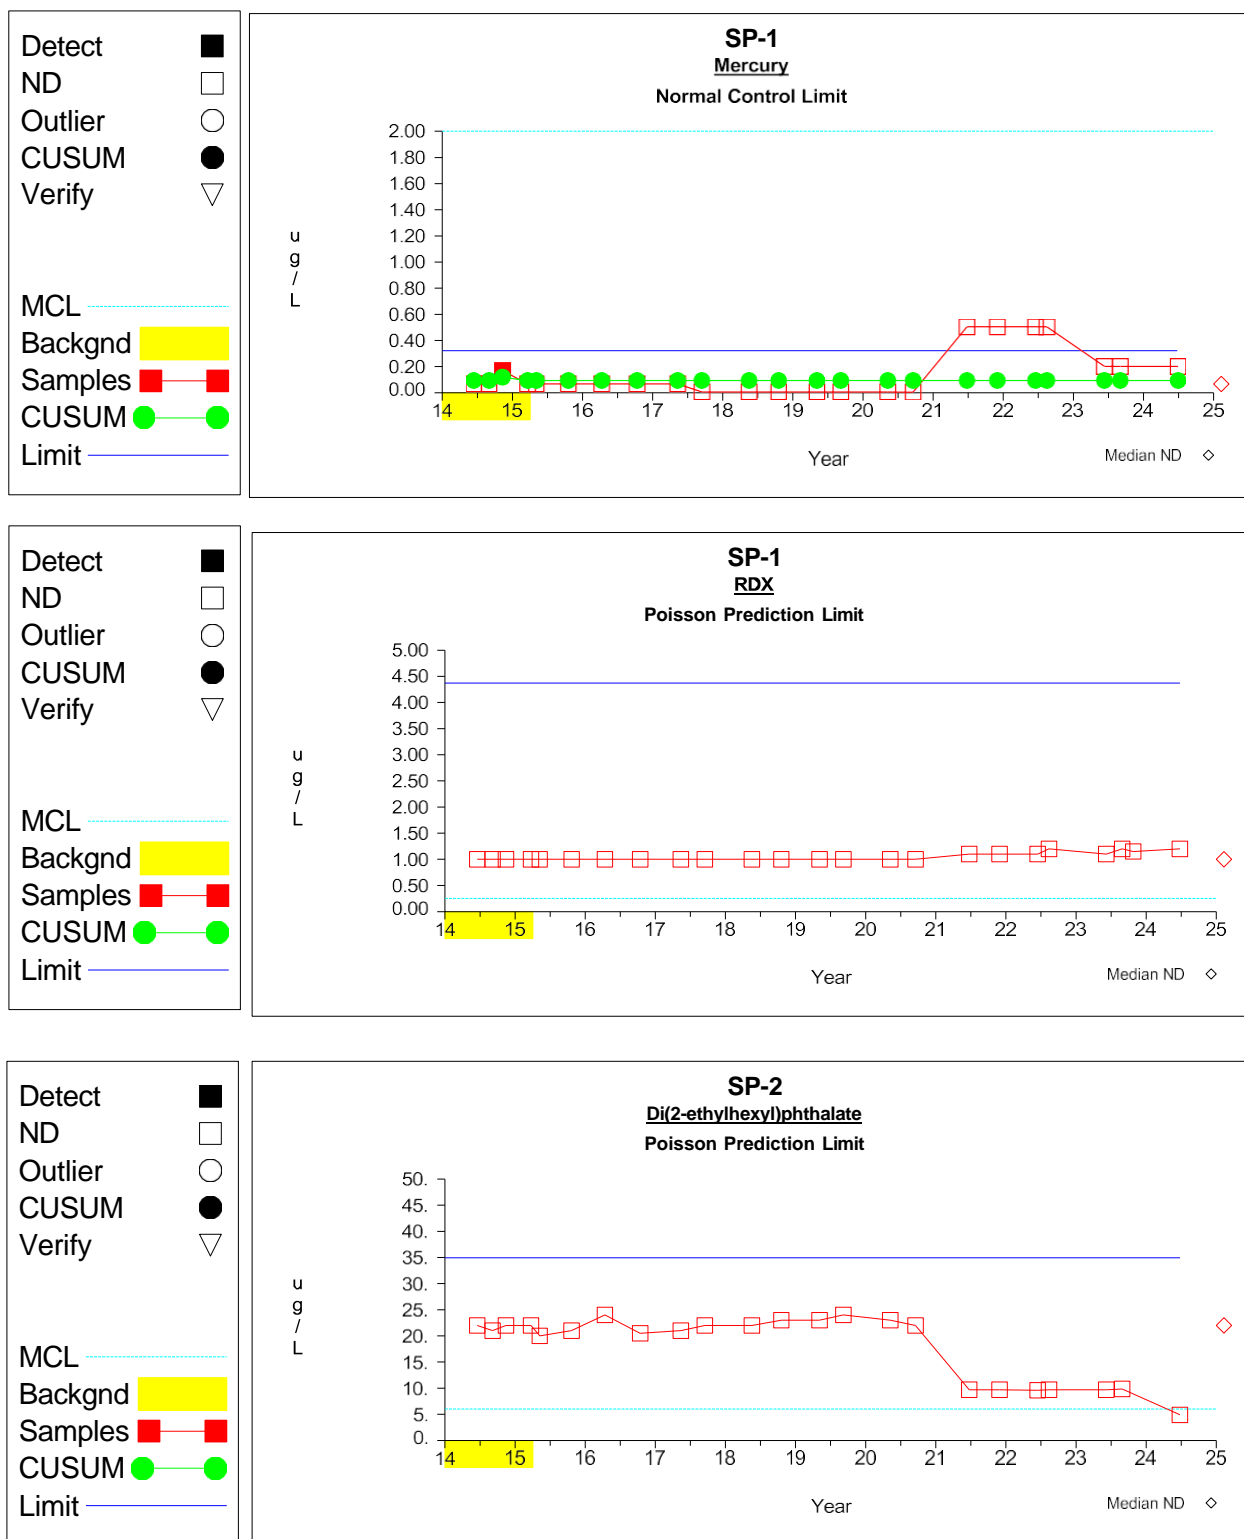 Detect
ND
Outlier
CUSUM
Verify
MCL
Backgnd
Samples
CUSUM
Limit
SP-1
Mercury
Normal Control Limit
2.00
1.80
1.60
1.40
1.20
1.00
0.80
0.60
0.40
0.20
0.00
u
g
/
L
14 15 16 17 18 19 20 21 22 23 24 25
Year
Median ND
Detect
ND
Outlier
CUSUM
Verify
MCL
Backgnd
Samples
CUSUM
Limit
SP-1
RDX
Poisson Prediction Limit
5.00
4.50
4.00
3.50
3.00
2.50
2.00
1.50
1.00
0.50
0.00
u
g
/
L
14 15 16 17 18 19 20 21 22 23 24 25
Year
Median ND
Detect
ND
Outlier
CUSUM
Verify
MCL
Backgnd
Samples
CUSUM
Limit
SP-2
Di(2-ethylhexyl)phthalate
Poisson Prediction Limit
50.
45.
40.
35.
30.
25.
20.
15.
10.
5.
0.
u
g
/
L
14 15 16 17 18 19 20 21 22 23 24 25
Year
Median ND